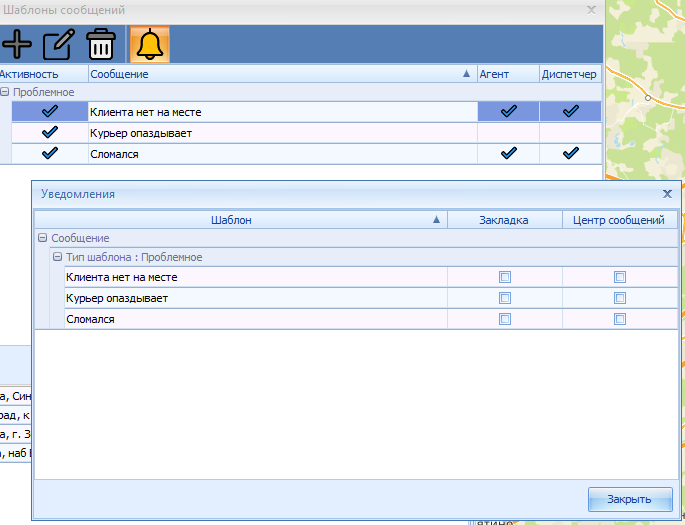 Шаблоны сообщений
Активность Сообщение Агент Диспетчер
Проблемное
Клиента нет на месте
Курьер опаздывает
Сломался
Уведомления
Шаблон Закладка Центр сообщений
Сообщение
Тип шаблона : Проблемное
Клиента нет на месте
Курьер опаздывает
Сломался
а, Син
рад, к
а, г. З
, наб
Закрыть